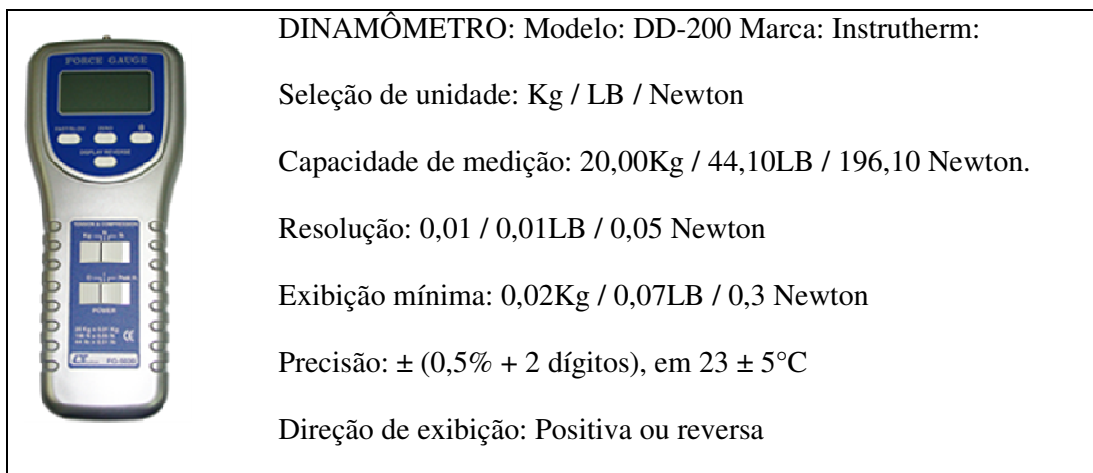 FORCE GAUGE
ZERO
DISPLAY REVERSE
POWER
DINAMÔMETRO: Modelo: DD-200 Marca: Instrutherm:
Seleção de unidade: Kg / LB / Newton
Capacidade de medição: 20,00Kg / 44,10LB / 196,10 Newton.
Resolução: 0,01 / 0,01LB / 0,05 Newton
Exibição mínima: 0,02Kg / 0,07LB / 0,3 Newton
Precisão: ± (0,5% + 2 dígitos), em 23 ± 5°C
Direção de exibição: Positiva ou reversa